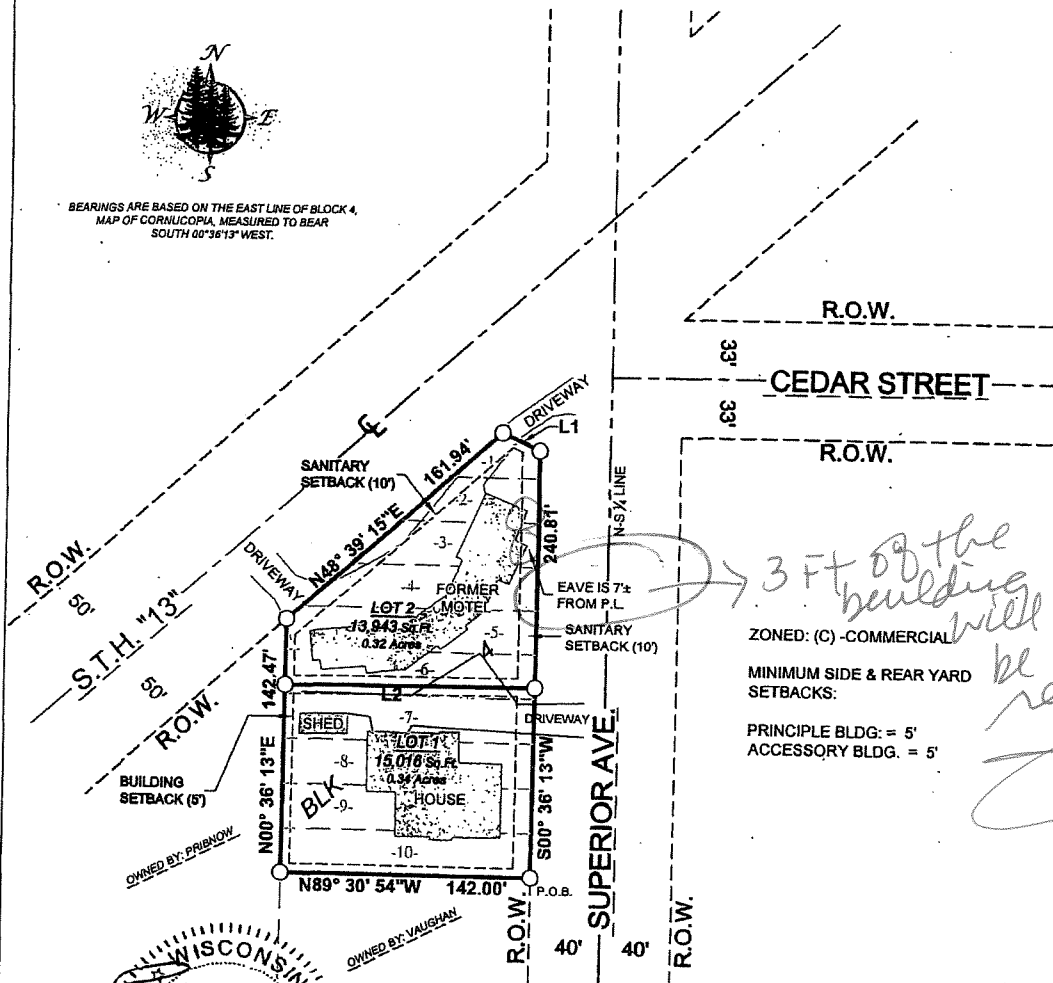 N
W E
S
BEARINGS ARE BASED ON THE EAST LINE OF BLOCK 4,
MAP OF CORNUCOPIA, MEASURED TO BEAR
SOUTH 00°36'13" WEST.
R.O.W.
33'
CEDAR STREET
33'
R.O.W.
CL
DRIVEWAY
L1
SANITARY
SETBACK (10')
161.94'
N48° 39' 15"E
-1-
-2-
-3-
-4-
-5-
-6-
240.81'
N-S ¼ LINE
R.O.W.
50'
S.T.H. "13"
50'
R.O.W.
DRIVEWAY
FORMER
MOTEL
LOT 2
13,943 Sq.Ft.
0.32 Acres
EAVE IS 7'±
FROM P.L.
SANITARY
SETBACK (10')
3 Ft of the
building
will
be
ZONED: (C) -COMMERCIAL
MINIMUM SIDE & REAR YARD
SETBACKS:
PRINCIPLE BLDG: = 5'
ACCESSORY BLDG. = 5'
142.47'
L2
4
DRIVEWAY
SHED
-7-
LOT 1
15,016 Sq.Ft.
0.34 Acres
-8-
HOUSE
BLK
-9-
-10-
BUILDING
SETBACK (5')
N00° 36' 13"E
S00° 36' 13"W
SUPERIOR AVE.
OWNED BY: PRIBNOW
N89° 30' 54"W 142.00'
P.O.B.
OWNED BY: VAUGHAN
R.O.W.
40' 40'
R.O.W.
WISCONSIN